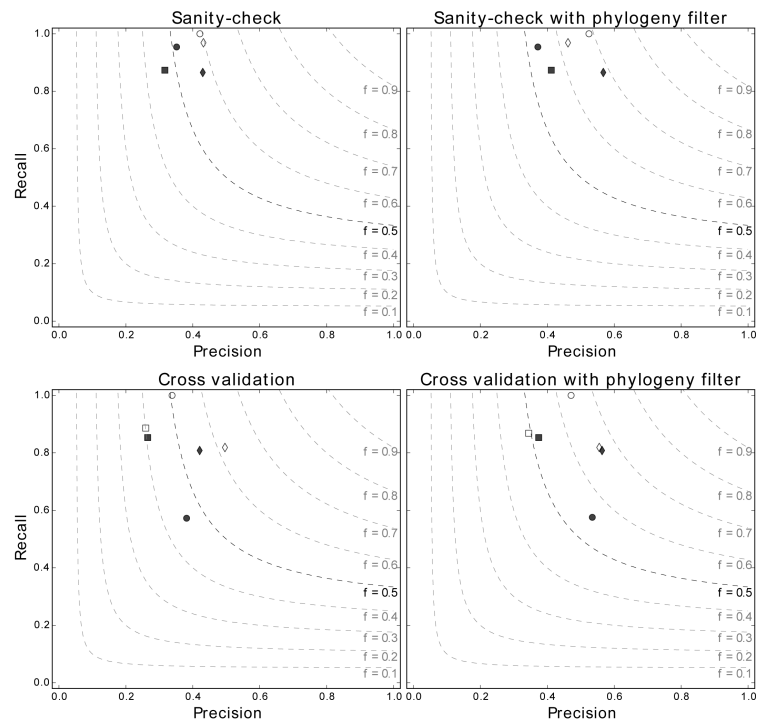 Sanity-check
Sanity-check with phylogeny filter
1.0
0.8
0.6
0.4
0.2
0.0
Recall
f = 0.9
f = 0.8
f = 0.7
f = 0.6
f = 0.5
f = 0.4
f = 0.3
f = 0.2
f = 0.1
f = 0.9
f = 0.8
f = 0.7
f = 0.6
f = 0.5
f = 0.4
f = 0.3
f = 0.2
f = 0.1
0.0 0.2 0.4 0.6 0.8 1.0
0.0 0.2 0.4 0.6 0.8 1.0
Precision
Precision
Cross validation
Cross validation with phylogeny filter
1.0
0.8
0.6
0.4
0.2
0.0
Recall
f = 0.9
f = 0.8
f = 0.7
f = 0.6
f = 0.5
f = 0.4
f = 0.3
f = 0.2
f = 0.1
f = 0.9
f = 0.8
f = 0.7
f = 0.6
f = 0.5
f = 0.4
f = 0.3
f = 0.2
f = 0.1
0.0 0.2 0.4 0.6 0.8 1.0
0.0 0.2 0.4 0.6 0.8 1.0
Precision
Precision